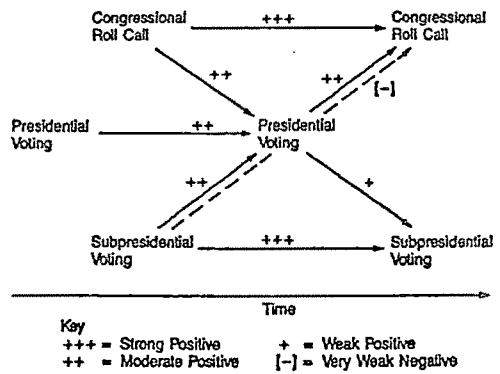 Congressional
Roll Call
+++
Congressional
Roll Call
++
++
[-]
Presidential
Voting
++
Presidential
Voting
++
+
Subpresidential
Voting
+++
Subpresidential
Voting
Time
Key
+++ = Strong Positive
+ = Weak Positive
++ = Moderate Positive
[-] = Very Weak Negative